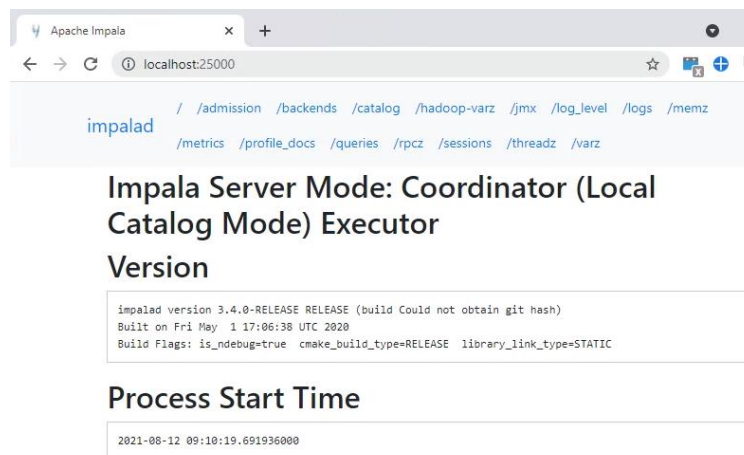 Apache Impala
localhost:25000
impalad
/ /admission /backends /catalog /hadoop-varz /jmx /log_level /logs /memz
/metrics /profile_docs /queries /rpcz /sessions /threadz /varz
Impala Server Mode: Coordinator (Local
Catalog Mode) Executor
Version
impalad version 3.4.0-RELEASE RELEASE (build Could not obtain git hash)
Built on Fri May  1 17:06:38 UTC 2020
Build Flags: is_ndebug=true  cmake_build_type=RELEASE  library_link_type=STATIC
Process Start Time
2021-08-12 09:10:19.691936000